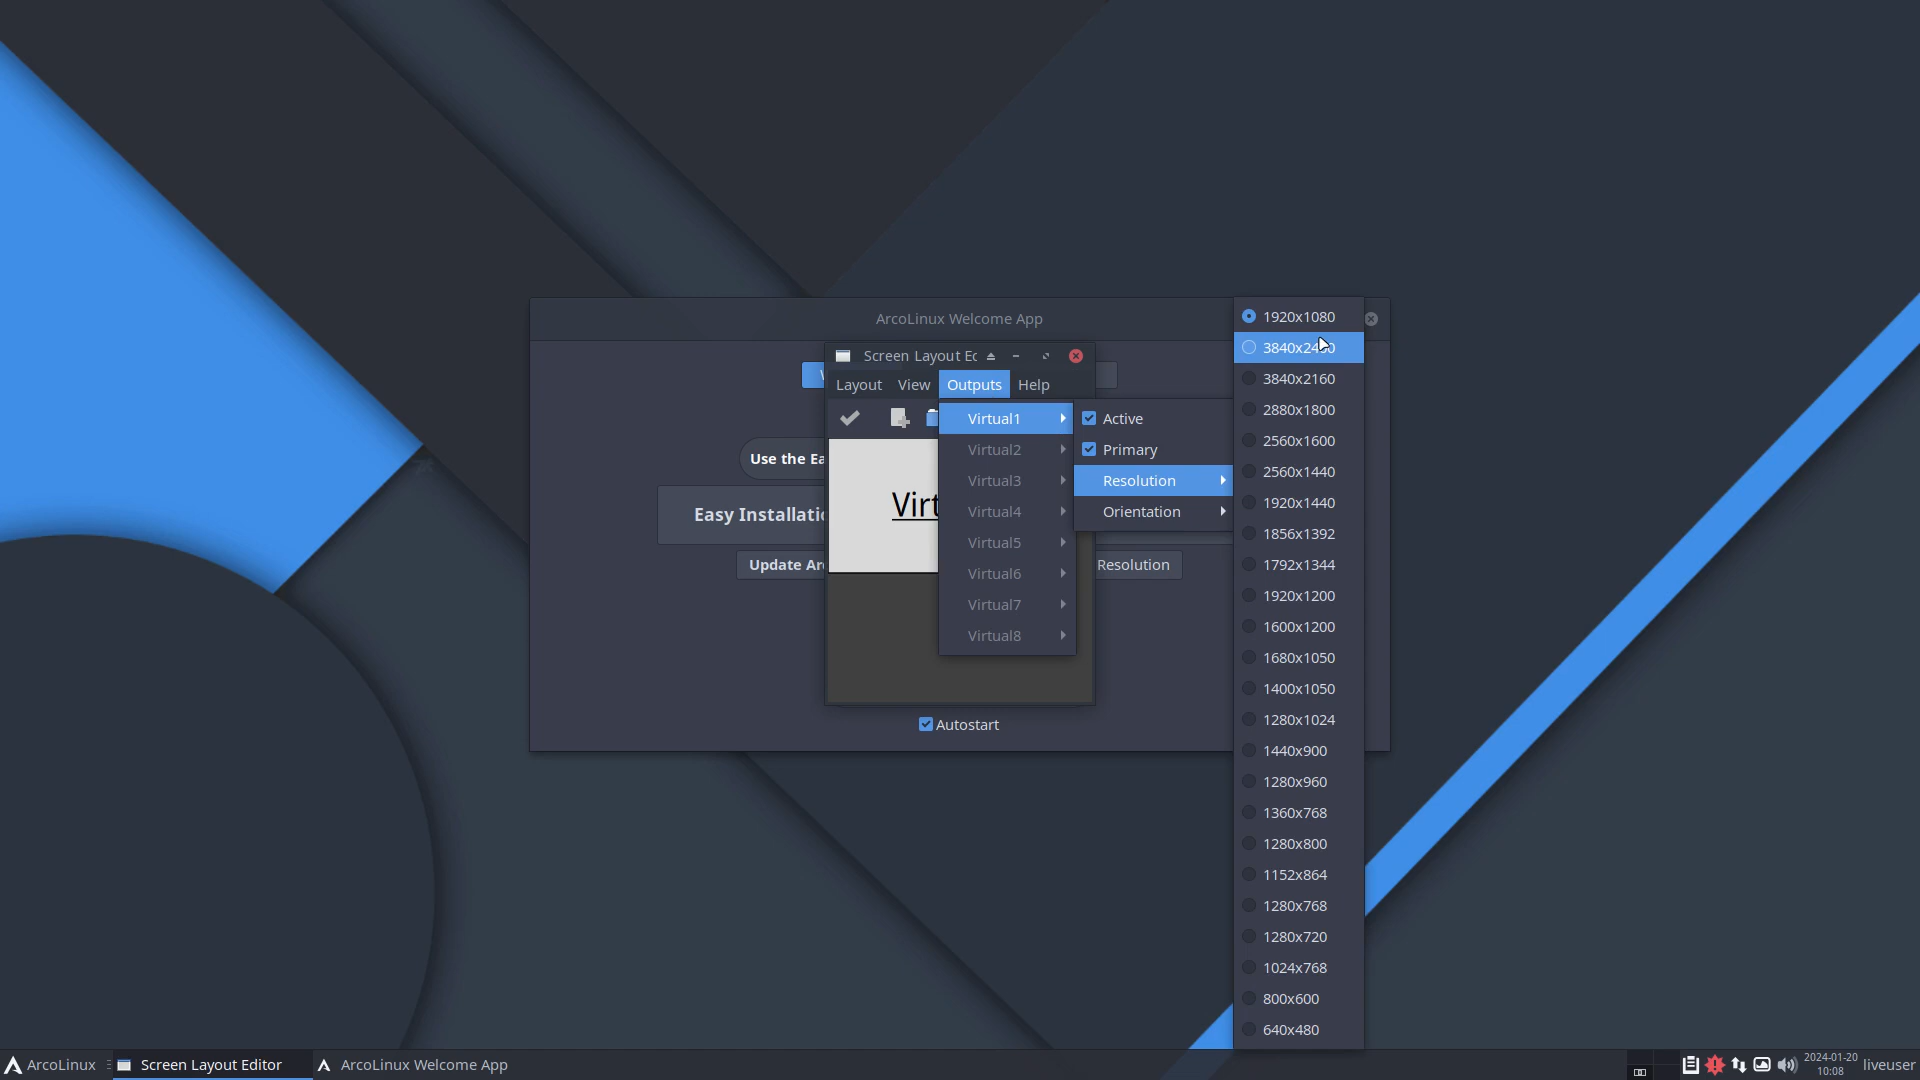 ArcoLinux Welcome App
Screen Layout Ec
Layout View Outputs Help
Use the Ea
Easy Installatio
Update Arc
Resolution
Autostart
Virtual1
Virtual2
Virtual3
Virtual4
Virtual5
Virtual6
Virtual7
Virtual8
Active
Primary
Resolution
Orientation
1920x1080
3840x2160
2880x1800
2560x1600
2560x1440
1920x1440
1856x1392
1792x1344
1920x1200
1600x1200
1680x1050
1400x1050
1280x1024
1440x900
1280x960
1360x768
1280x800
1152x864
1280x768
1280x720
1024x768
800x600
640x480
ArcoLinux
Screen Layout Editor
ArcoLinux Welcome App
2024-01-20
10:08
liveuser